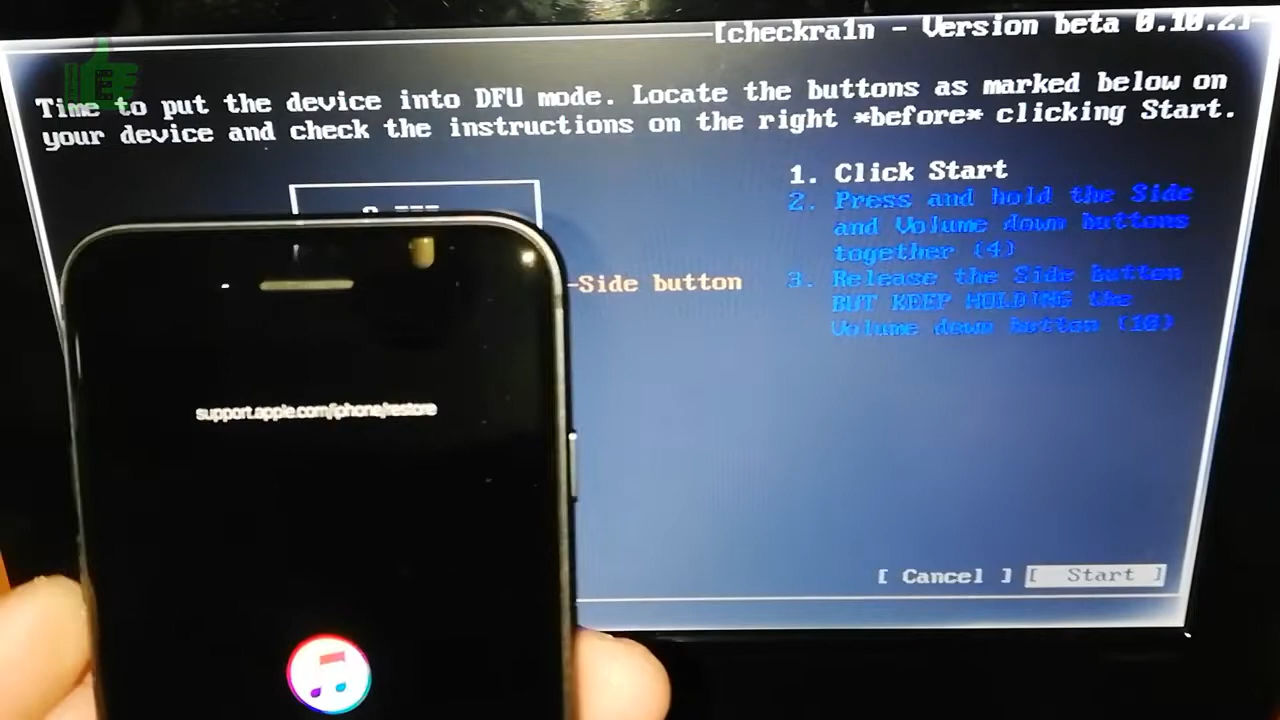 [checkra1n - Version beta 0.10.2]
Time to put the device into DFU mode. Locate the buttons as marked below on
your device and check the instructions on the right *before* clicking Start.
1. Click Start
2. Press and hold the Side
and Volume down buttons
together (4)
-Side button
3. Release the Side button
BUT KEEP HOLDING the
Volume down button (10)
support.apple.com/iphone/restore
[ Cancel ] [ Start ]